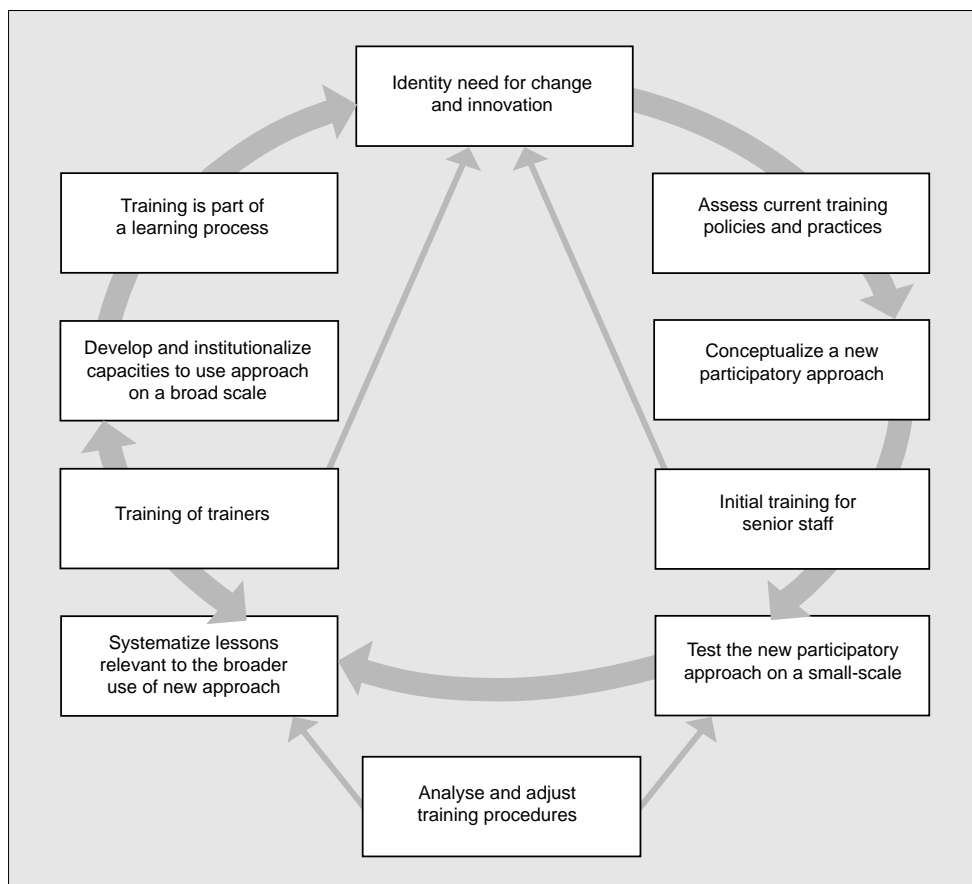 Identity need for change
and innovation
Training is part of
a learning process
Assess current training
policies and practices
Develop and institutionalize
capacities to use approach
on a broad scale
Conceptualize a new
participatory approach
Training of trainers
Initial training for
senior staff
Systematize lessons
relevant to the broader
use of new approach
Test the new participatory
approach on a small-scale
Analyse and adjust
training procedures